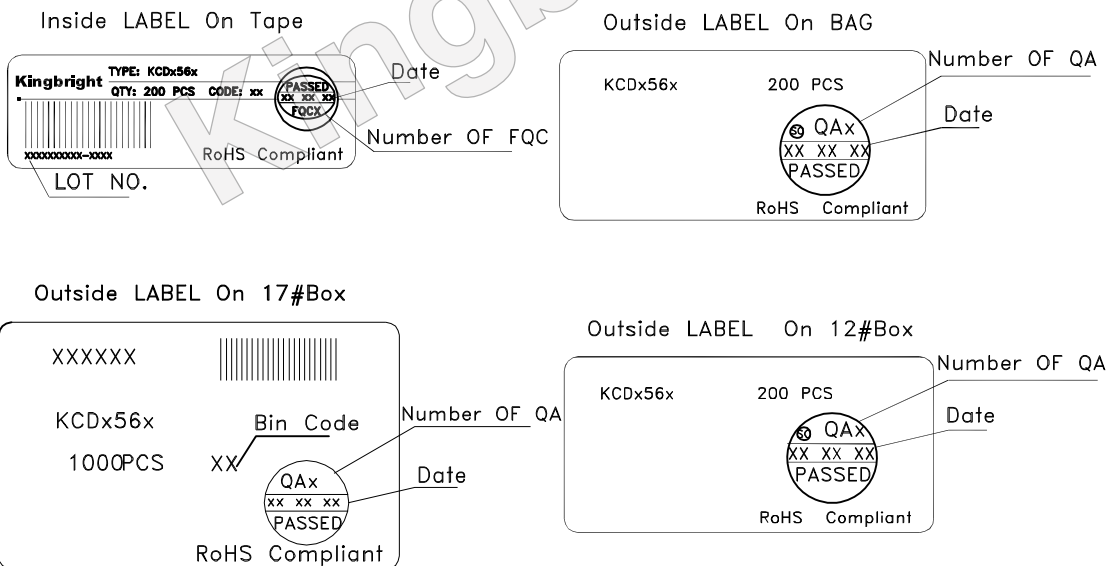 Inside LABEL On Tape
Kingbright TYPE: KCDx56x
QTY: 200 PCS CODE: xx
PASSED
xx xx xx
FQCX
Date
Number OF FQC
xxxxxxxxxx-xxxx
RoHS Compliant
LOT NO.
Outside LABEL On BAG
KCDx56x
200 PCS
Number OF QA
SQ QAx
XX XX XX
PASSED
Date
RoHS Compliant
Outside LABEL On 17#Box
XXXXXX
KCDx56x
1000PCS
Bin Code
XX
Number OF QA
QAx
xx xx xx
PASSED
Date
RoHS Compliant
Outside LABEL On 12#Box
KCDx56x
200 PCS
Number OF QA
SQ QAX
XX XX XX
PASSED
Date
RoHS Compliant